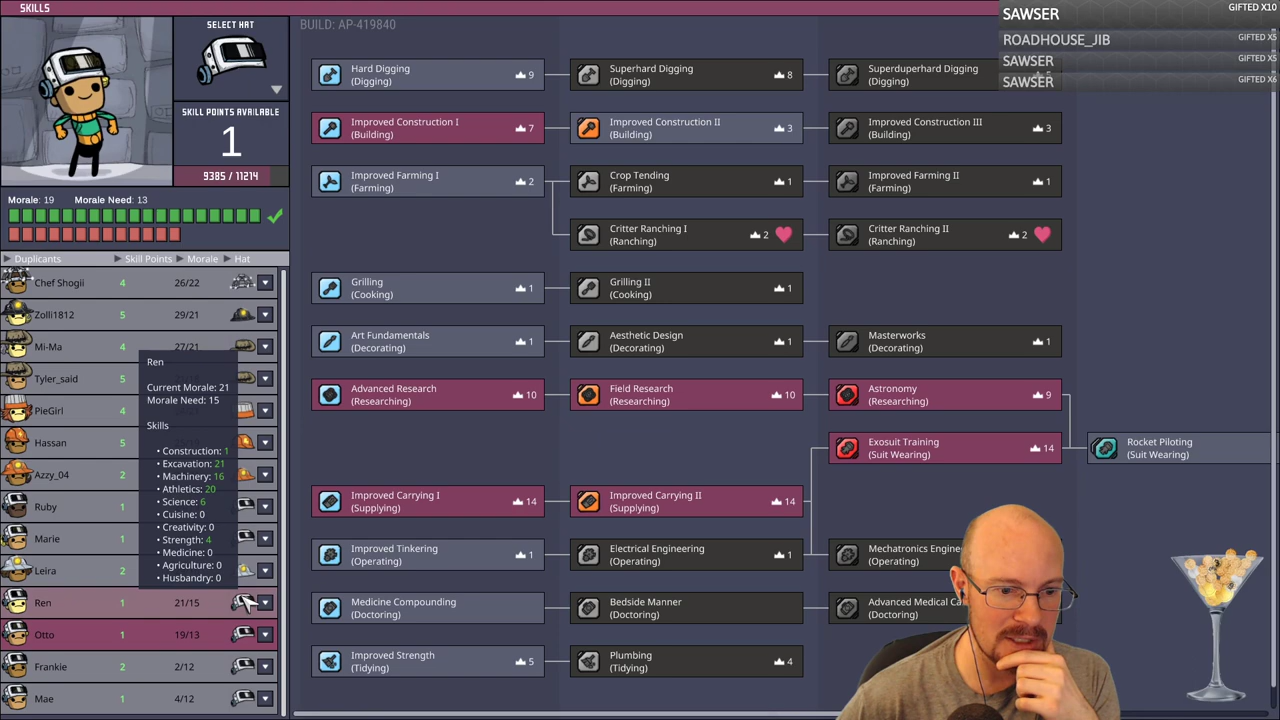 SKILLS
SELECT HAT
SKILL POINTS AVAILABLE
1
9385 / 11214
Morale: 19 Morale Need: 13
Duplicants Skill Points Morale Hat
Chef Shogii 4 26/22
Zolli1812 5 29/21
Mi-Ma 4 27/21
Tyler_said 5
PieGirl 4
Hassan 5
Azzy_04 2
Ruby 1
Marie 1
Leira 2
Ren 1 21/15
Otto 1 19/13
Frankie 2 2/12
Mae 1 4/12
Ren
Current Morale: 21
Morale Need: 15
Skills
• Construction: 1
• Excavation: 21
• Machinery: 16
• Athletics: 20
• Science: 6
• Cuisine: 0
• Creativity: 0
• Strength: 4
• Medicine: 0
• Agriculture: 0
• Husbandry: 0
BUILD: AP-419840
Hard Digging
(Digging)
9
Superhard Digging
(Digging)
8
Superduperhard Digging
(Digging)
Improved Construction I
(Building)
7
Improved Construction II
(Building)
3
Improved Construction III
(Building)
3
Improved Farming I
(Farming)
2
Crop Tending
(Farming)
1
Improved Farming II
(Farming)
1
Critter Ranching I
(Ranching)
2
Critter Ranching II
(Ranching)
2
Grilling
(Cooking)
1
Grilling II
(Cooking)
1
Art Fundamentals
(Decorating)
1
Aesthetic Design
(Decorating)
1
Masterworks
(Decorating)
1
Advanced Research
(Researching)
10
Field Research
(Researching)
10
Astronomy
(Researching)
9
Exosuit Training
(Suit Wearing)
14
Rocket Piloting
(Suit Wearing)
Improved Carrying I
(Supplying)
14
Improved Carrying II
(Supplying)
14
Improved Tinkering
(Operating)
1
Electrical Engineering
(Operating)
1
Mechatronics Engine
(Operating)
Medicine Compounding
(Doctoring)
Bedside Manner
(Doctoring)
Advanced Medical Ca
(Doctoring)
Improved Strength
(Tidying)
5
Plumbing
(Tidying)
4
SAWSER GIFTED X10
ROADHOUSE_JIB GIFTED X5
SAWSER GIFTED X5
SAWSER GIFTED X6